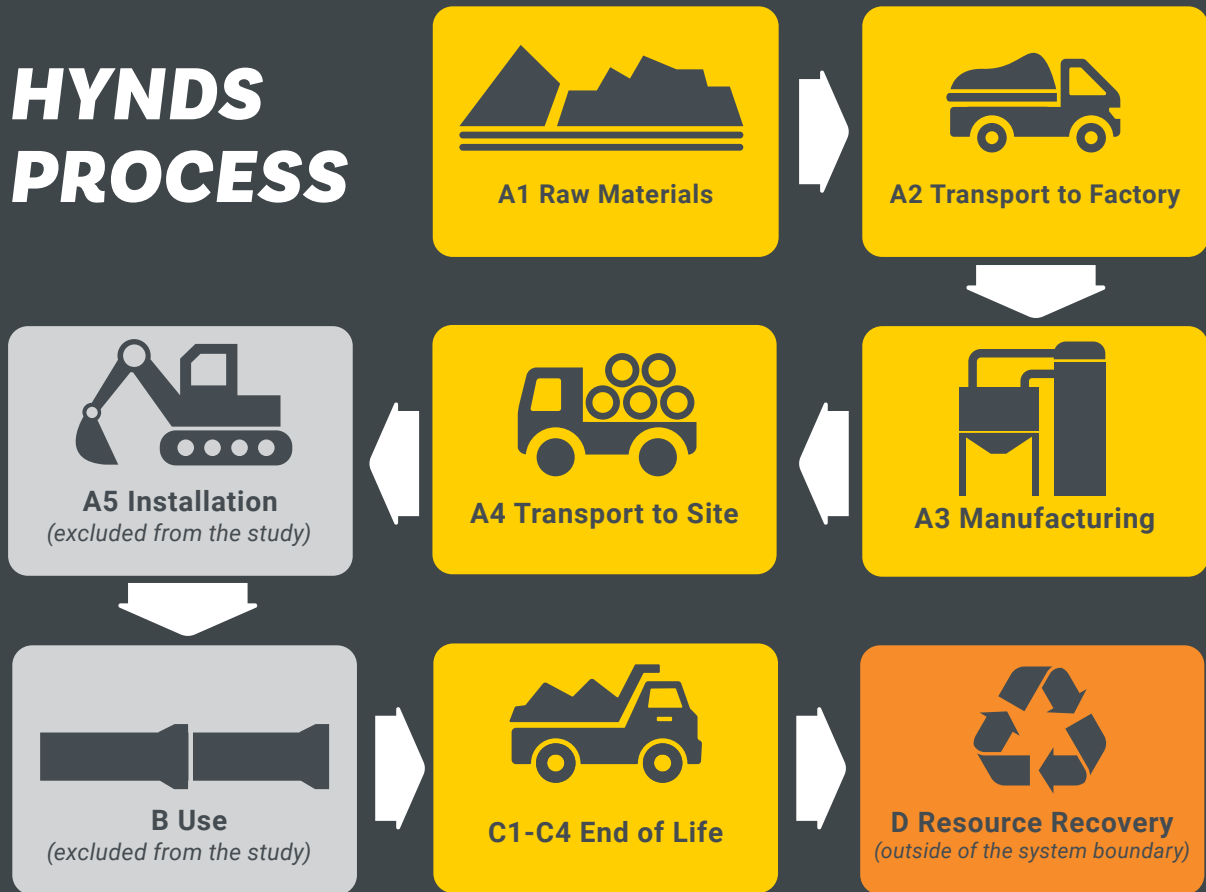 HYNDS
PROCESS
A1 Raw Materials
A2 Transport to Factory
A5 Installation
(excluded from the study)
A4 Transport to Site
A3 Manufacturing
B Use
(excluded from the study)
C1-C4 End of Life
D Resource Recovery
(outside of the system boundary)